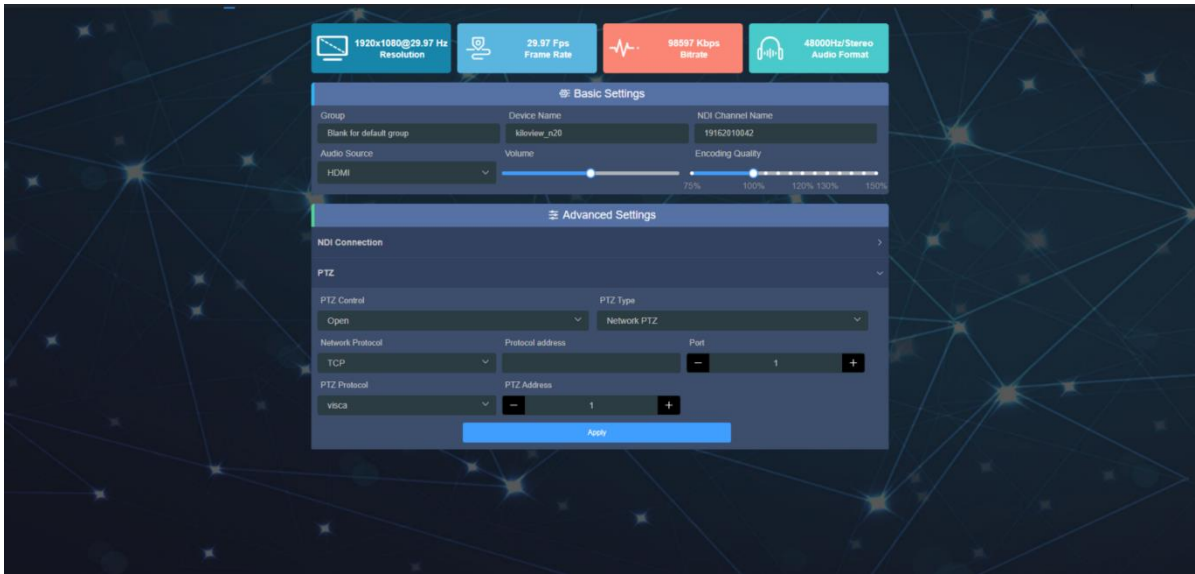 1920x1080@29.97 Hz
Resolution
29.97 Fps
Frame Rate
98597 Kbps
Bitrate
48000Hz/Stereo
Audio Format
Basic Settings
Group
Device Name
NDI Channel Name
Blank for default group
kiloview_n20
19162010042
Audio Source
Volume
Encoding Quality
HDMI
75% 100% 120% 130% 150%
Advanced Settings
NDI Connection
PTZ
PTZ Control
PTZ Type
Open
Network PTZ
Network Protocol
Protocol address
Port
TCP
1
PTZ Protocol
PTZ Address
visca
1
Apply